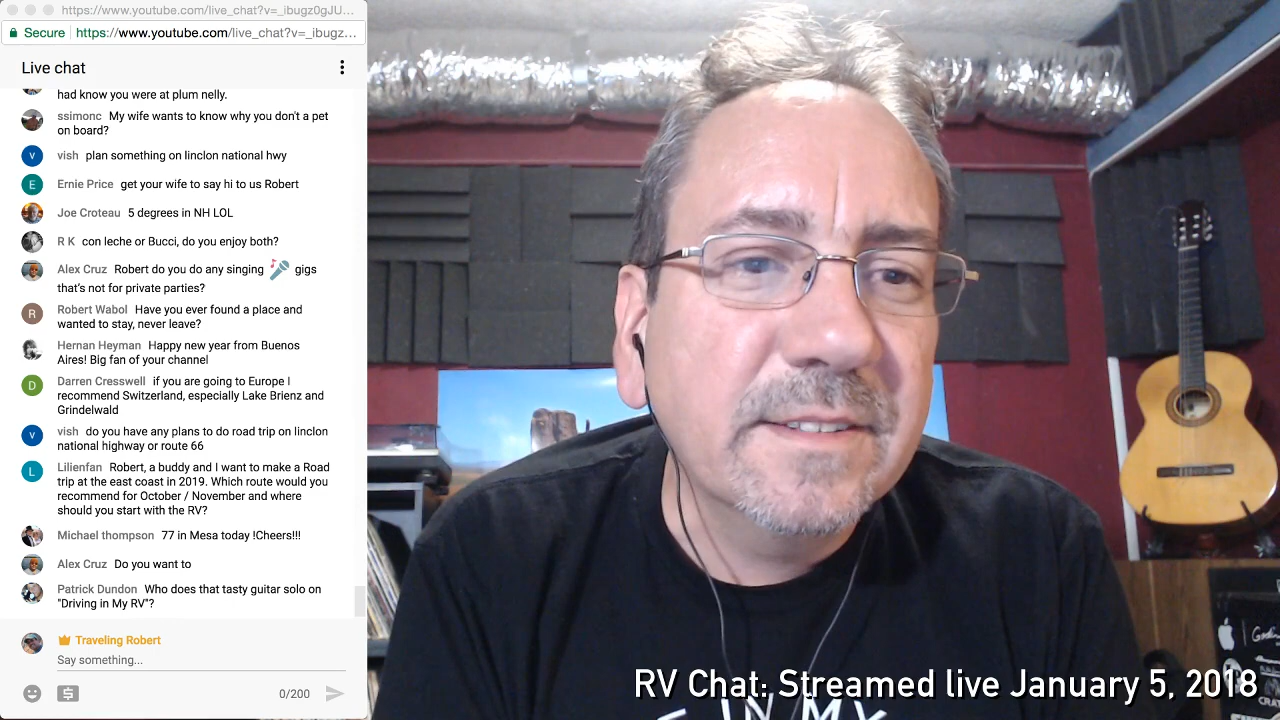 https://www.youtube.com/live_chat?v=_ibugz0gJU...
Secure https://www.youtube.com/live_chat?v=_ibugz...
Live chat
had know you were at plum nelly.
ssimonc My wife wants to know why you don't a pet
on board?
v vish plan something on linclon national hwy
E Ernie Price get your wife to say hi to us Robert
Joe Croteau 5 degrees in NH LOL
R K con leche or Bucci, do you enjoy both?
Alex Cruz Robert do you do any singing 🎤 gigs
that's not for private parties?
R Robert Wabol Have you ever found a place and
wanted to stay, never leave?
Hernan Heyman Happy new year from Buenos
Aires! Big fan of your channel
D Darren Cresswell if you are going to Europe I
recommend Switzerland, especially Lake Brienz and
Grindelwald
v vish do you have any plans to do road trip on linclon
national highway or route 66
L Lilienfan Robert, a buddy and I want to make a Road
trip at the east coast in 2019. Which route would you
recommend for October / November and where
should you start with the RV?
Michael thompson 77 in Mesa today !Cheers!!!
Alex Cruz Do you want to
Patrick Dundon Who does that tasty guitar solo on
"Driving in My RV"?
Traveling Robert
Say something...
0/200
RV Chat: Streamed live January 5, 2018
IN MY